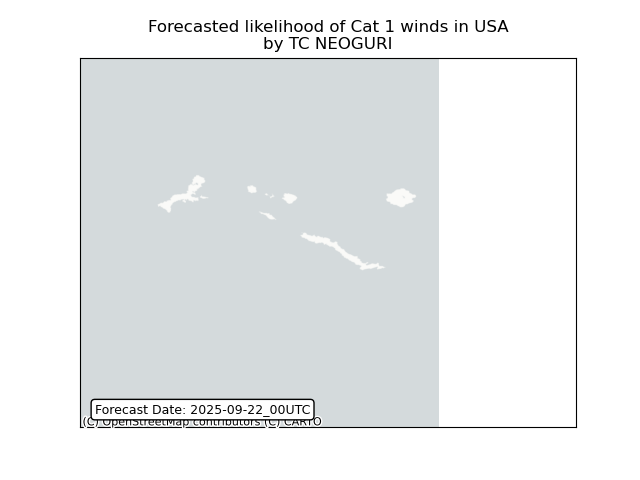 Forecasted likelihood of Cat 1 winds in USA
by TC NEOGURI
Forecast Date: 2025-09-22_00UTC
(C) OpenStreetMap contributors (C) CARTO